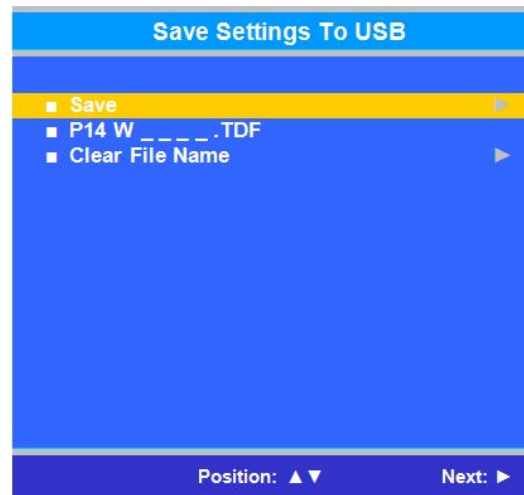 Save Settings To USB
■ Save ▶
■ P14 W _ _ _ _ .TDF
■ Clear File Name ▶
Position: ▲▼ Next: ▶